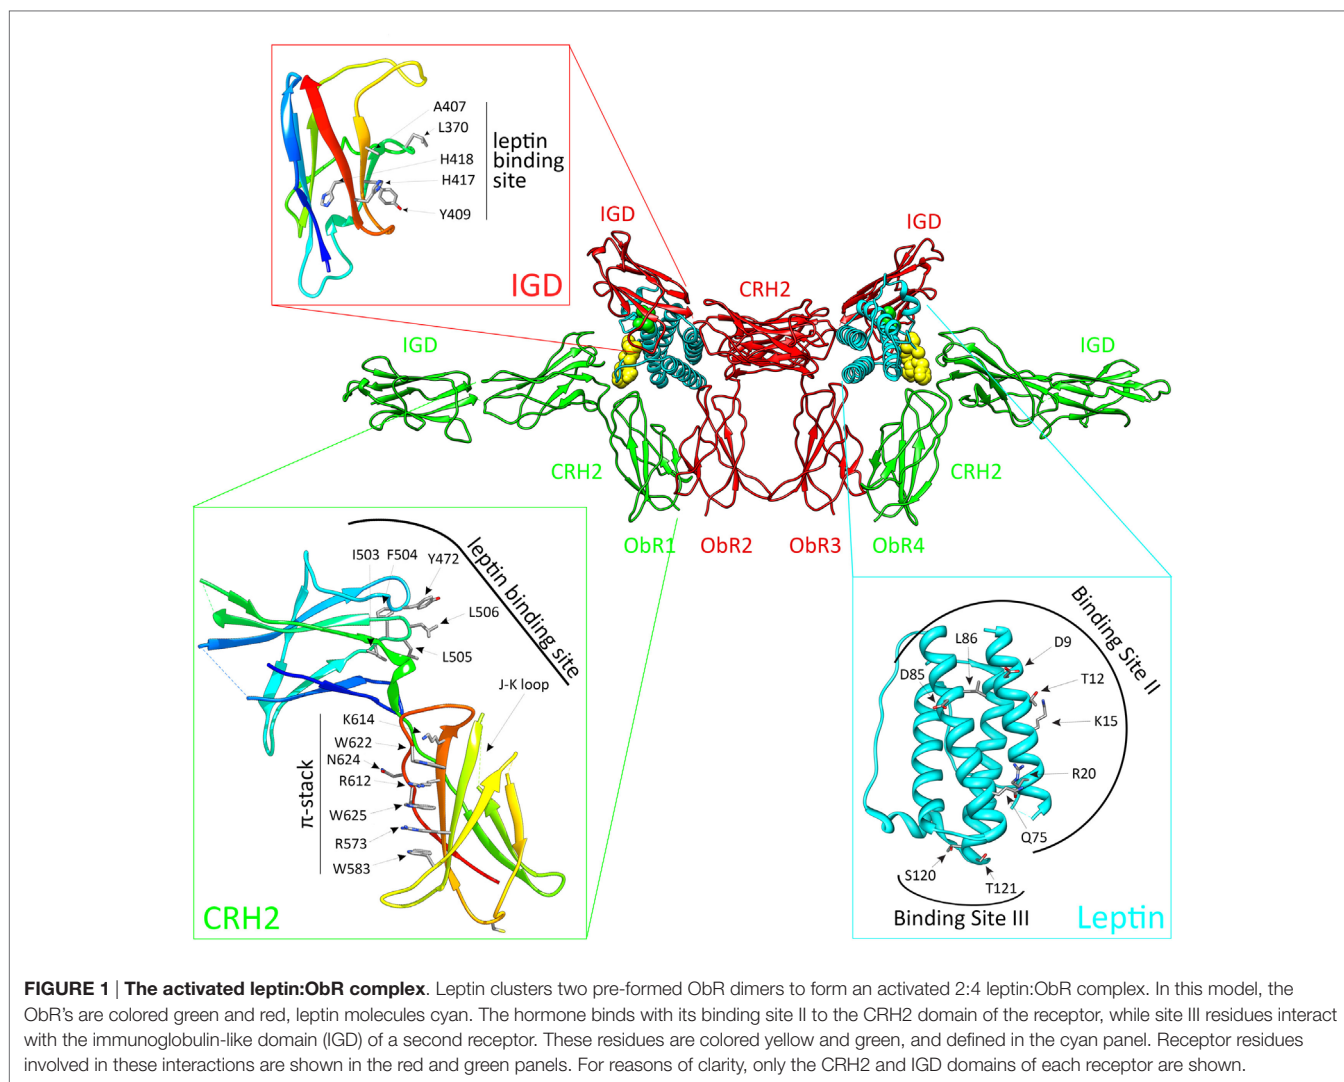 A407
L370
H418
H417
Y409
leptin
binding
site
IGD
IGD
CRH2
IGD
IGD
IGD
CRH2
CRH2
ObR1
ObR2
ObR3
ObR4
I503
F504
Y472
leptin binding site
L506
L505
J-K loop
K614
W622
N624
R612
W625
R573
W583
π-stack
CRH2
Binding Site II
L86
D9
D85
T12
K15
R20
Q75
S120
T121
Binding Site III
Leptin
FIGURE 1 | The activated leptin:ObR complex. Leptin clusters two pre-formed ObR dimers to form an activated 2:4 leptin:ObR complex. In this model, the
ObR's are colored green and red, leptin molecules cyan. The hormone binds with its binding site II to the CRH2 domain of the receptor, while site III residues interact
with the immunoglobulin-like domain (IGD) of a second receptor. These residues are colored yellow and green, and defined in the cyan panel. Receptor residues
involved in these interactions are shown in the red and green panels. For reasons of clarity, only the CRH2 and IGD domains of each receptor are shown.